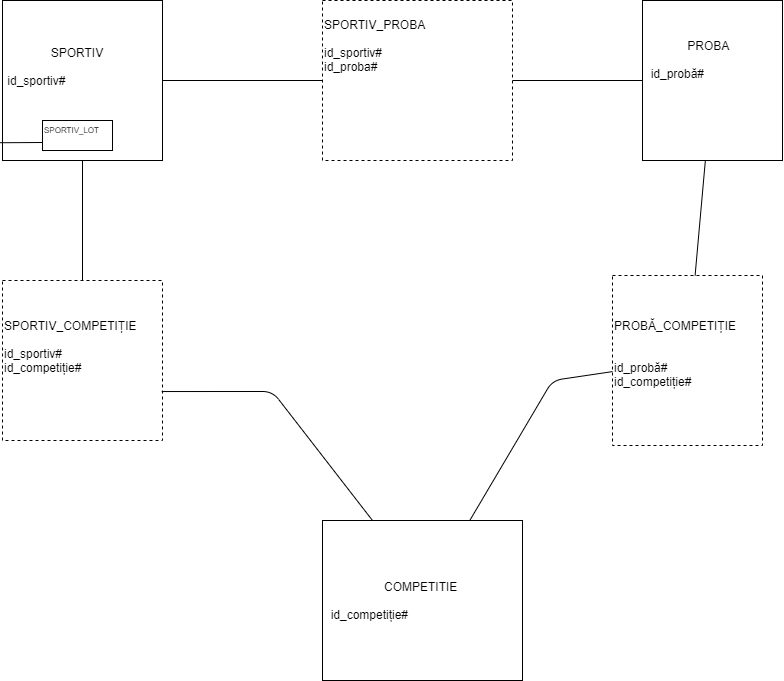 SPORTIV
id_sportiv#
SPORTIV_LOT
SPORTIV_PROBA
id_sportiv#
id_proba#
PROBA
id_probă#
SPORTIV_COMPETIȚIE
id_sportiv#
id_competiție#
PROBĂ_COMPETIȚIE
id_probă#
id_competiție#
COMPETITIE
id_competiție#